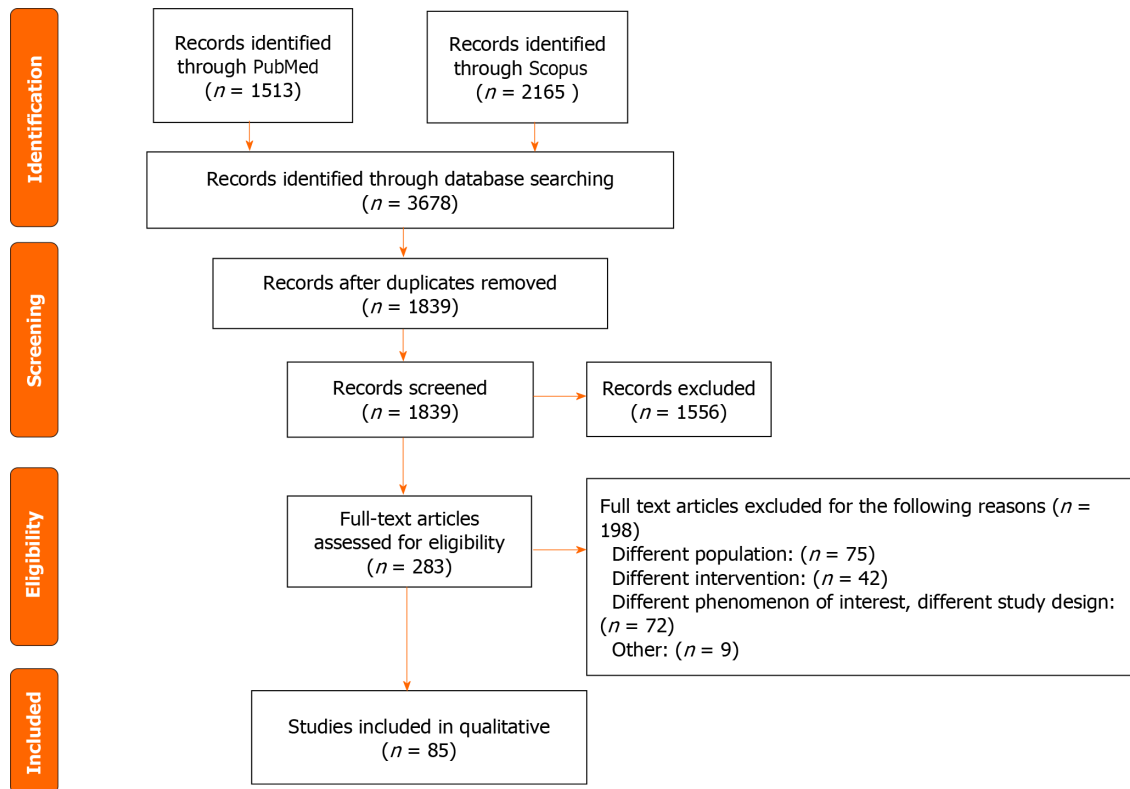 Identification
Records identified
through PubMed
(n = 1513)
Records identified
through Scopus
(n = 2165 )
Records identified through database searching
(n = 3678)
Screening
Records after duplicates removed
(n = 1839)
Records screened
(n = 1839)
Records excluded
(n = 1556)
Eligibility
Full-text articles
assessed for eligibility
(n = 283)
Full text articles excluded for the following reasons (n =
198)
Different population: (n = 75)
Different intervention: (n = 42)
Different phenomenon of interest, different study design:
(n = 72)
Other: (n = 9)
Included
Studies included in qualitative
(n = 85)